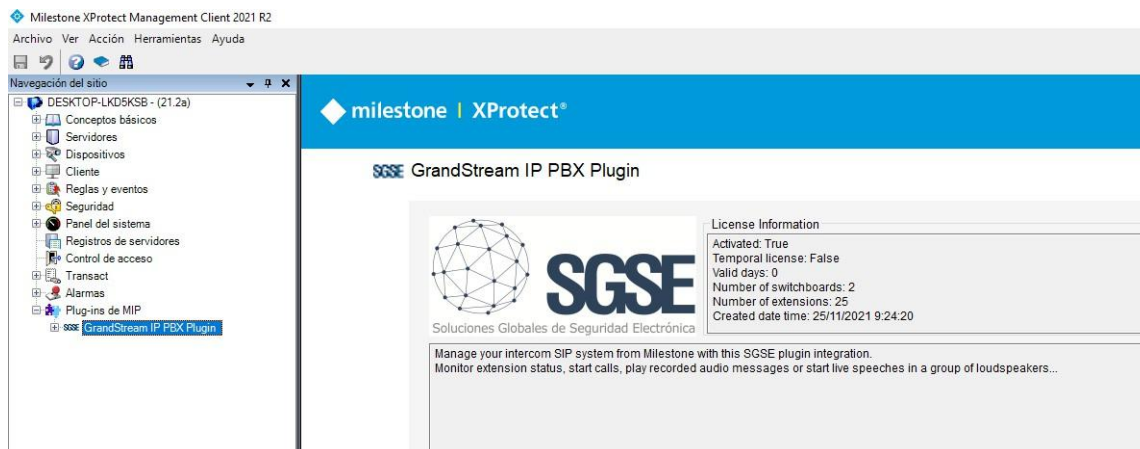 Milestone XProtect Management Client 2021 R2
Archivo Ver Acción Herramientas Ayuda
Navegación del sitio
DESKTOP-LKD5KSB - (21.2a)
Conceptos básicos
Servidores
Dispositivos
Cliente
Reglas y eventos
Seguridad
Panel del sistema
Registros de servidores
Control de acceso
Transact
Alarmas
Plug-ins de MIP
SGSE GrandStream IP PBX Plugin
milestone | XProtect®
SGSE GrandStream IP PBX Plugin
SGSE
Soluciones Globales de Seguridad Electrónica
License Information
Activated: True
Temporal license: False
Valid days: 0
Number of switchboards: 2
Number of extensions: 25
Created date time: 25/11/2021 9:24:20
Manage your intercom SIP system from Milestone with this SGSE plugin integration.
Monitor extension status, start calls, play recorded audio messages or start live speeches in a group of loudspeakers...